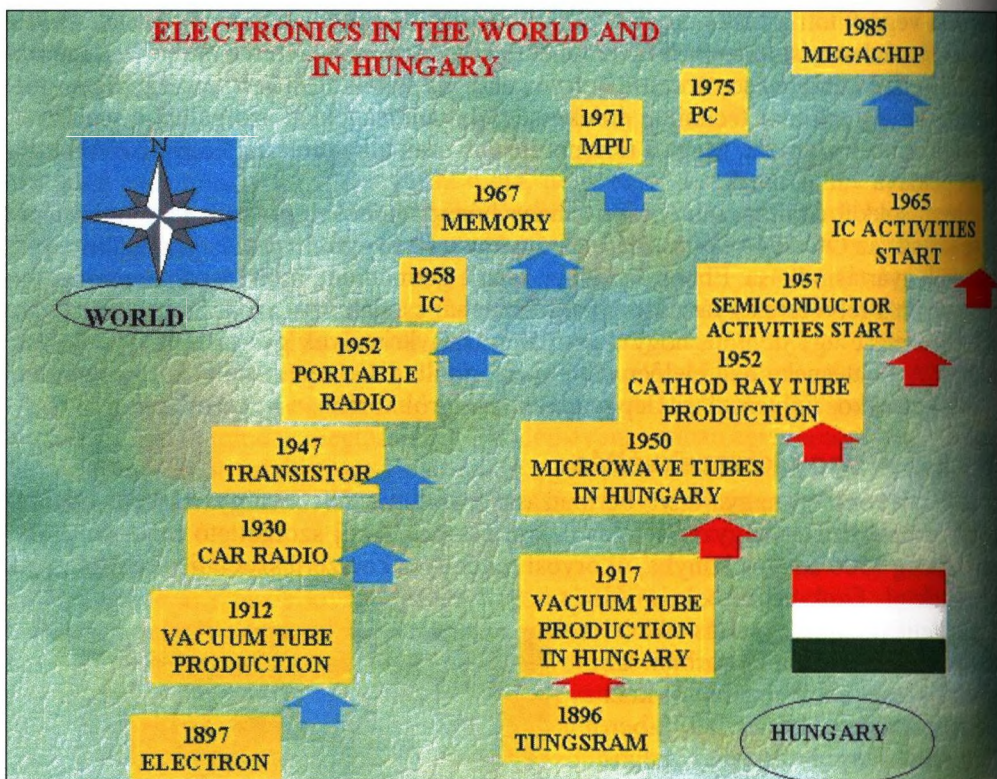 ELECTRONICS IN THE WORLD AND
IN HUNGARY
N
WORLD
1985
MEGACHIP
1975
PC
1971
MPU
1967
MEMORY
1958
IC
1952
PORTABLE
RADIO
1947
TRANSISTOR
1930
CAR RADIO
1912
VACUUM TUBE
PRODUCTION
1897
ELECTRON
1965
IC ACTIVITIES
START
1957
SEMICONDUCTOR
ACTIVITIES START
1952
CATHOD RAY TUBE
PRODUCTION
1950
MICROWAVE TUBES
IN HUNGARY
1917
VACUUM TUBE
PRODUCTION
IN HUNGARY
1896
TUNGSRAM
HUNGARY